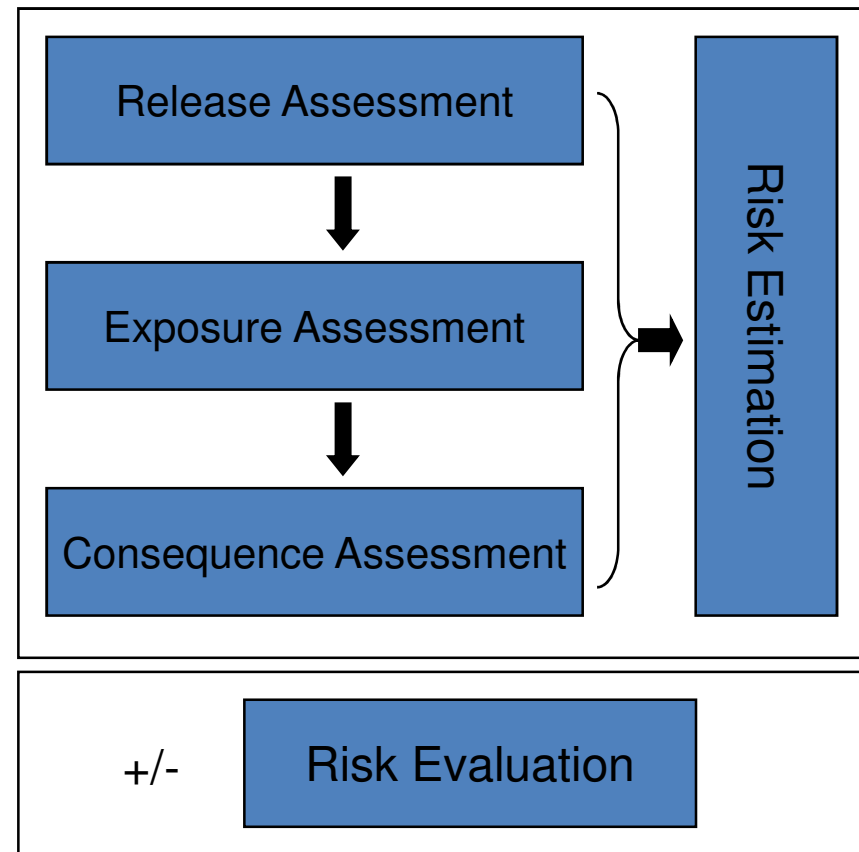 Release Assessment
Exposure Assessment
Consequence Assessment
Risk Estimation
+/-
Risk Evaluation